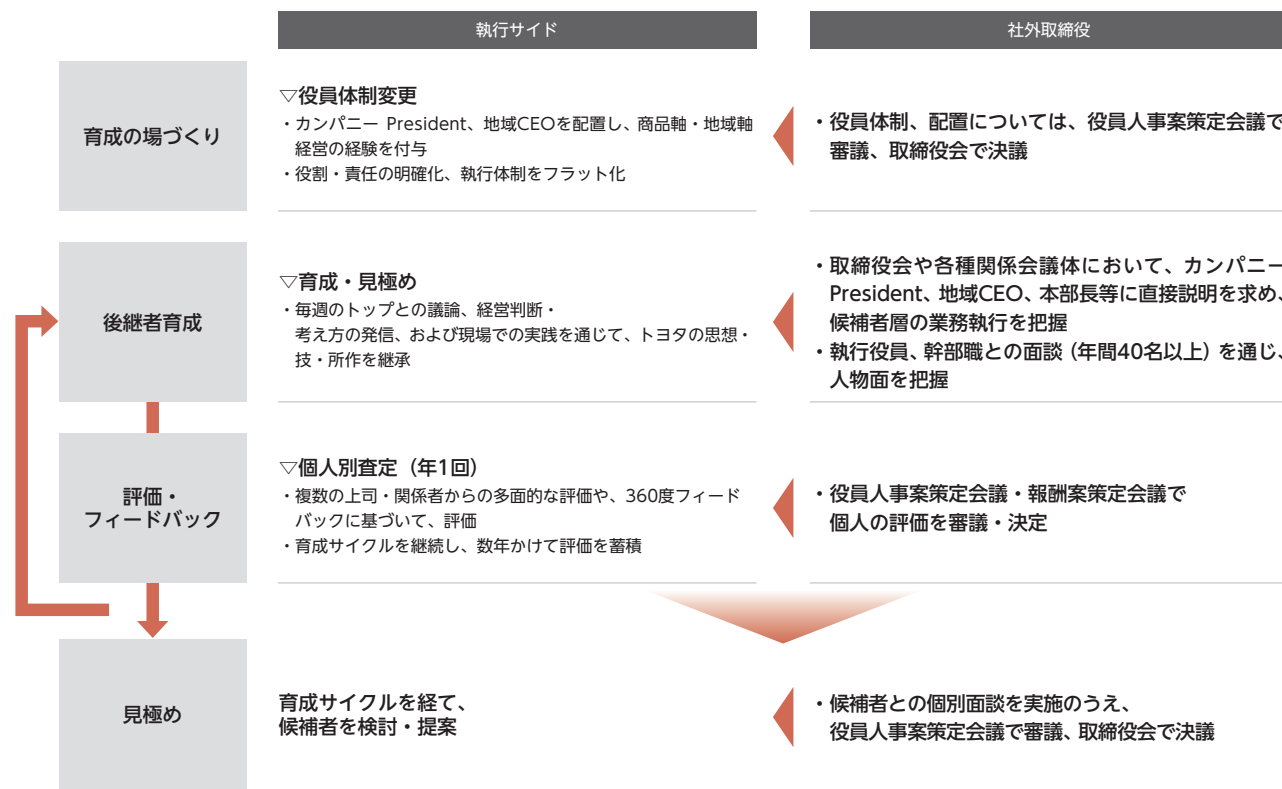 執行サイド
社外取締役
育成の場づくり
▽役員体制変更
・カンパニー President、地域CEOを配置し、商品軸・地域軸
経営の経験を付与
・役割・責任の明確化、執行体制をフラット化
・役員体制、配置については、役員人事案策定会議で
審議、取締役会で決議
後継者育成
▽育成・見極め
・毎週のトップとの議論、経営判断・
考え方の発信、および現場での実践を通じて、トヨタの思想・
技・所作を継承
・取締役会や各種関係会議体において、カンパニー
President、地域CEO、本部長等に直接説明を求め、
候補者層の業務執行を把握
・執行役員、幹部職との面談（年間40名以上）を通じ、
人物面を把握
評価・
フィードバック
▽個人別査定（年1回）
・複数の上司・関係者からの多面的な評価や、360度フィード
バックに基づいて、評価
・育成サイクルを継続し、数年かけて評価を蓄積
・役員人事案策定会議・報酬案策定会議で
個人の評価を審議・決定
見極め
育成サイクルを経て、
候補者を検討・提案
・候補者との個別面談を実施のうえ、
役員人事案策定会議で審議、取締役会で決議